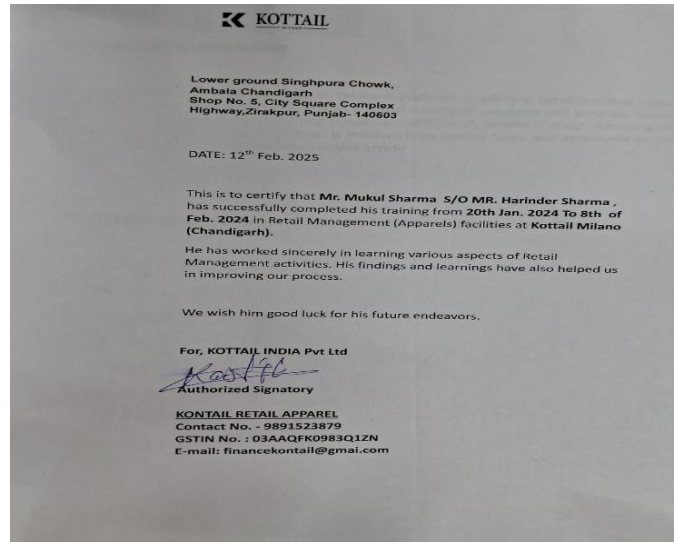 KOTTAIL
Lower ground Singhpura Chowk,
Ambala Chandigarh
Shop No. 5, City Square Complex
Highway,Zirakpur, Punjab- 140603
DATE: 12th Feb. 2025
This is to certify that Mr. Mukul Sharma S/O MR. Harinder Sharma ,
has successfully completed his training from 20th Jan. 2024 To 8th of
Feb. 2024 in Retail Management (Apparels) facilities at Kottail Milano
(Chandigarh).
He has worked sincerely in learning various aspects of Retail
Management activities. His findings and learnings have also helped us
in improving our process.
We wish him good luck for his future endeavors.
For, KOTTAIL INDIA Pvt Ltd
Authorized Signatory
KONTAIL RETAIL APPAREL
Contact No. - 9891523879
GSTIN No. : 03AAQFK0983Q1ZN
E-mail: financekontail@gmai.com